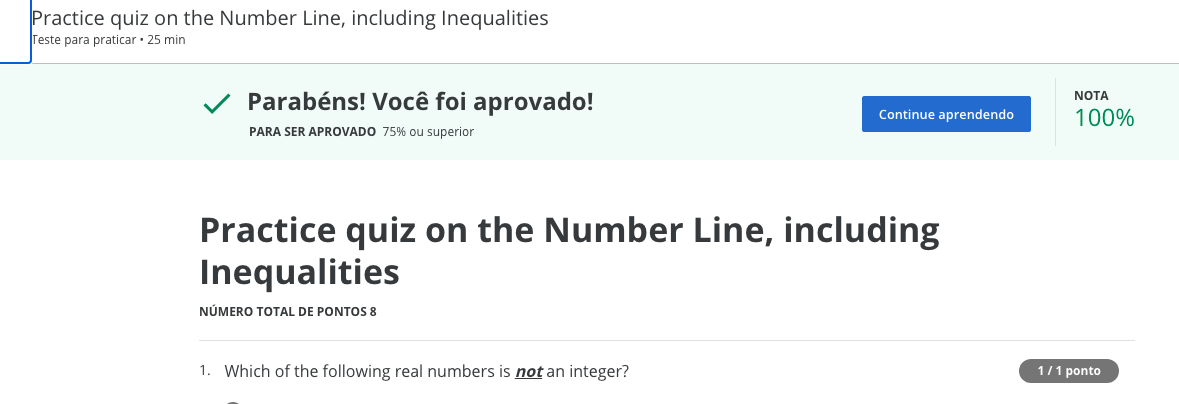 Practice quiz on the Number Line, including Inequalities
Teste para praticar • 25 min
Parabéns! Você foi aprovado!
PARA SER APROVADO 75% ou superior
Continue aprendendo
NOTA
100%
Practice quiz on the Number Line, including
Inequalities
NÚMERO TOTAL DE PONTOS 8
1. Which of the following real numbers is not an integer?
1 / 1 ponto